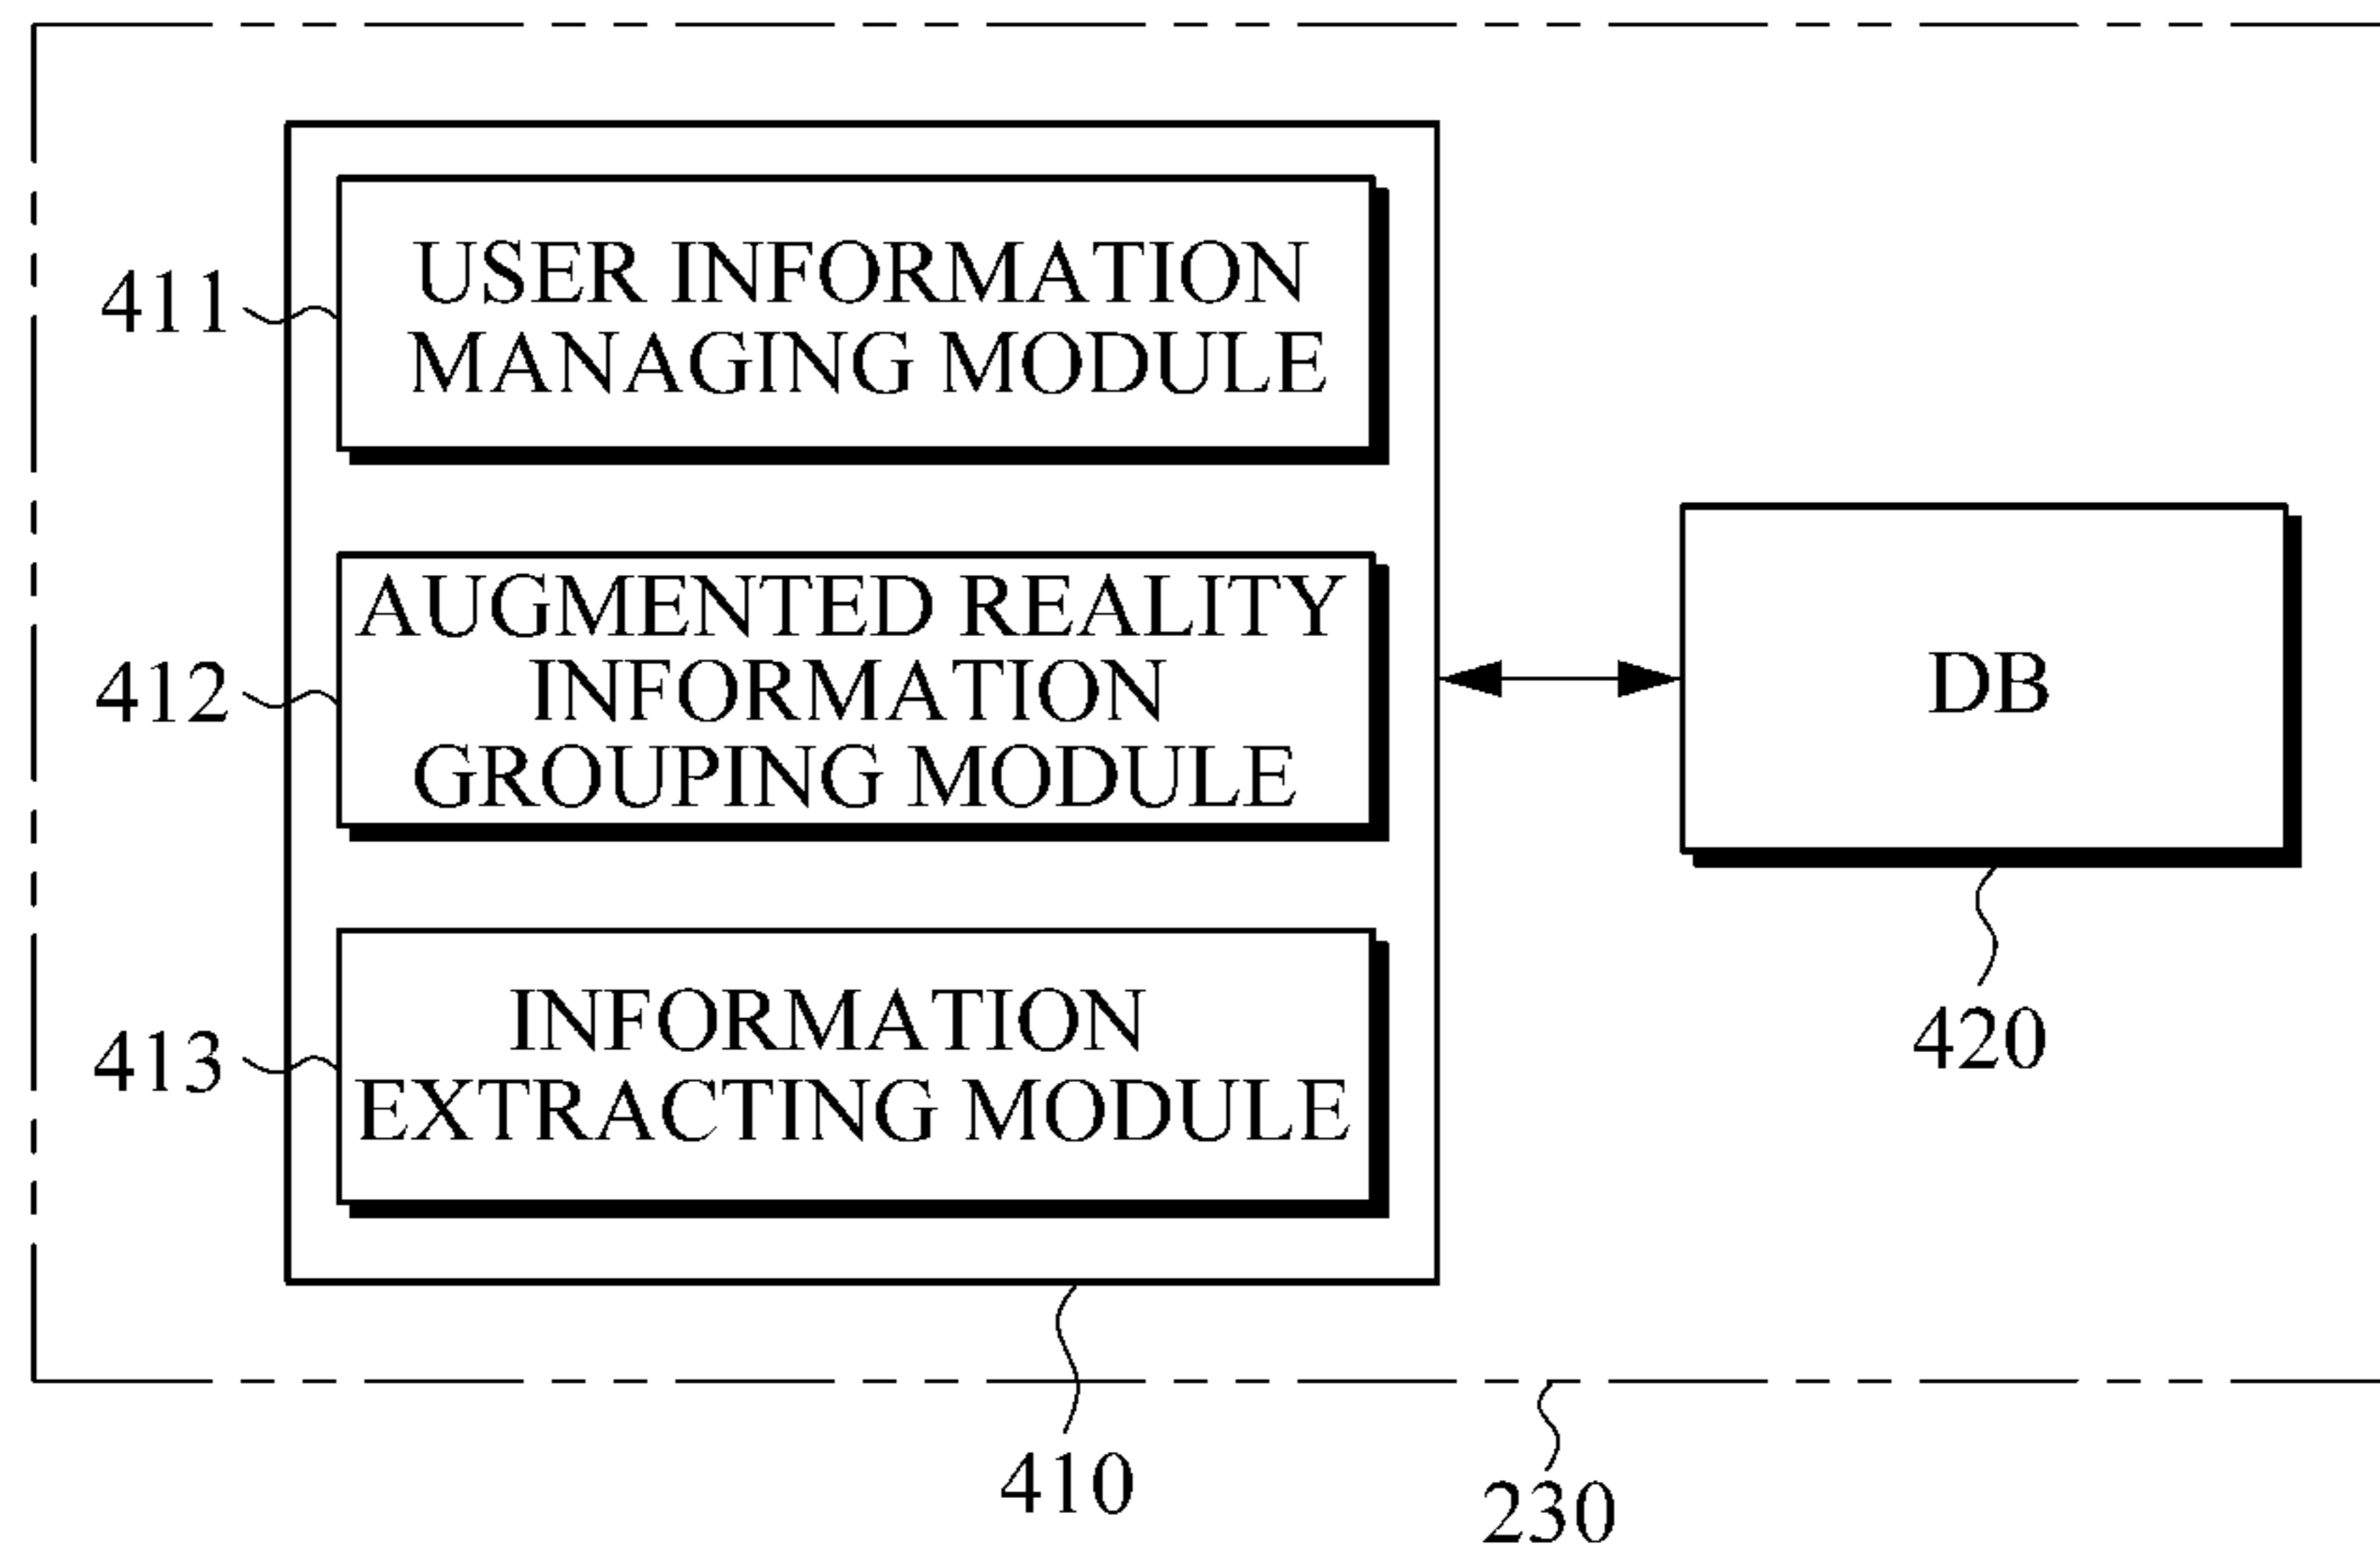 411
USER INFORMATION
MANAGING MODULE
412
AUGMENTED REALITY
INFORMATION
GROUPING MODULE
413
INFORMATION
EXTRACTING MODULE
DB
420
410
230